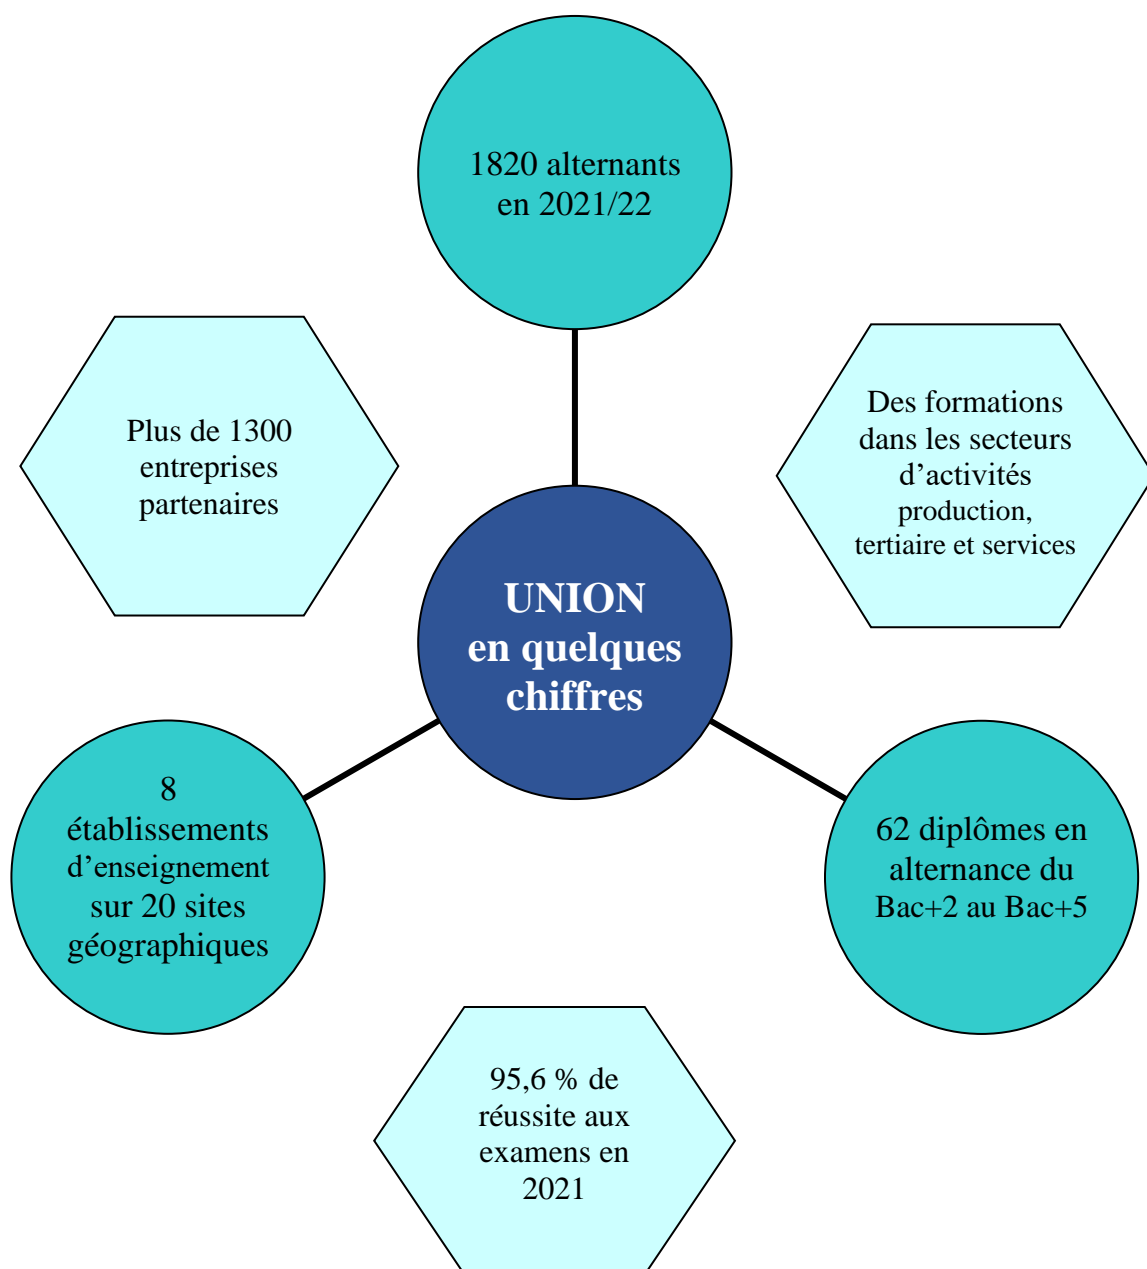 1820 alternants
en 2021/22
Plus de 1300
entreprises
partenaires
Des formations
dans les secteurs
d’activités
production,
tertiaire et services
UNION
en quelques
chiffres
8
établissements
d’enseignement
sur 20 sites
géographiques
62 diplômes en
alternance du
Bac+2 au Bac+5
95,6 % de
réussite aux
examens en
2021